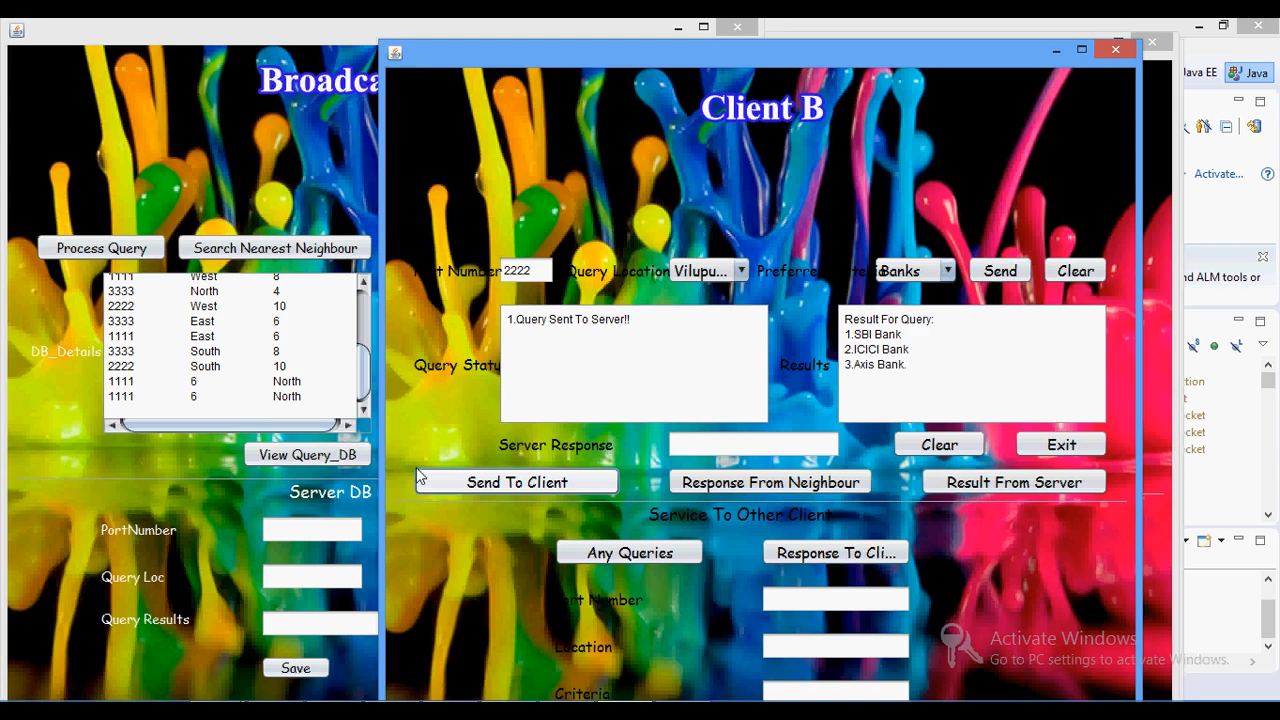 Java EE
Java
Broadca
Client B
Activate...
Process Query
Search Nearest Neighbour
1111 West 8
3333 North 4
2222 West 10
3333 East 6
1111 East 6
3333 South 8
2222 South 10
1111 6 North
1111 6 North
DB_Details
View Query_DB
Server DB
PortNumber
Query Loc
Query Results
Save
Number 2222 Query Location Vilupu... Banks Send Clear
1.Query Sent To Server!!
Query Statu
Results
Result For Query:
1.SBI Bank
2.ICICI Bank
3.Axis Bank.
Server Response
Clear
Exit
Send To Client
Response From Neighbour
Result From Server
Service To Other Client
Any Queries
Response To Cli...
Number
Location
Criteria
nd ALM tools or
ction
t
cket
cket
Activate Windows
Go to PC settings to activate Windows.